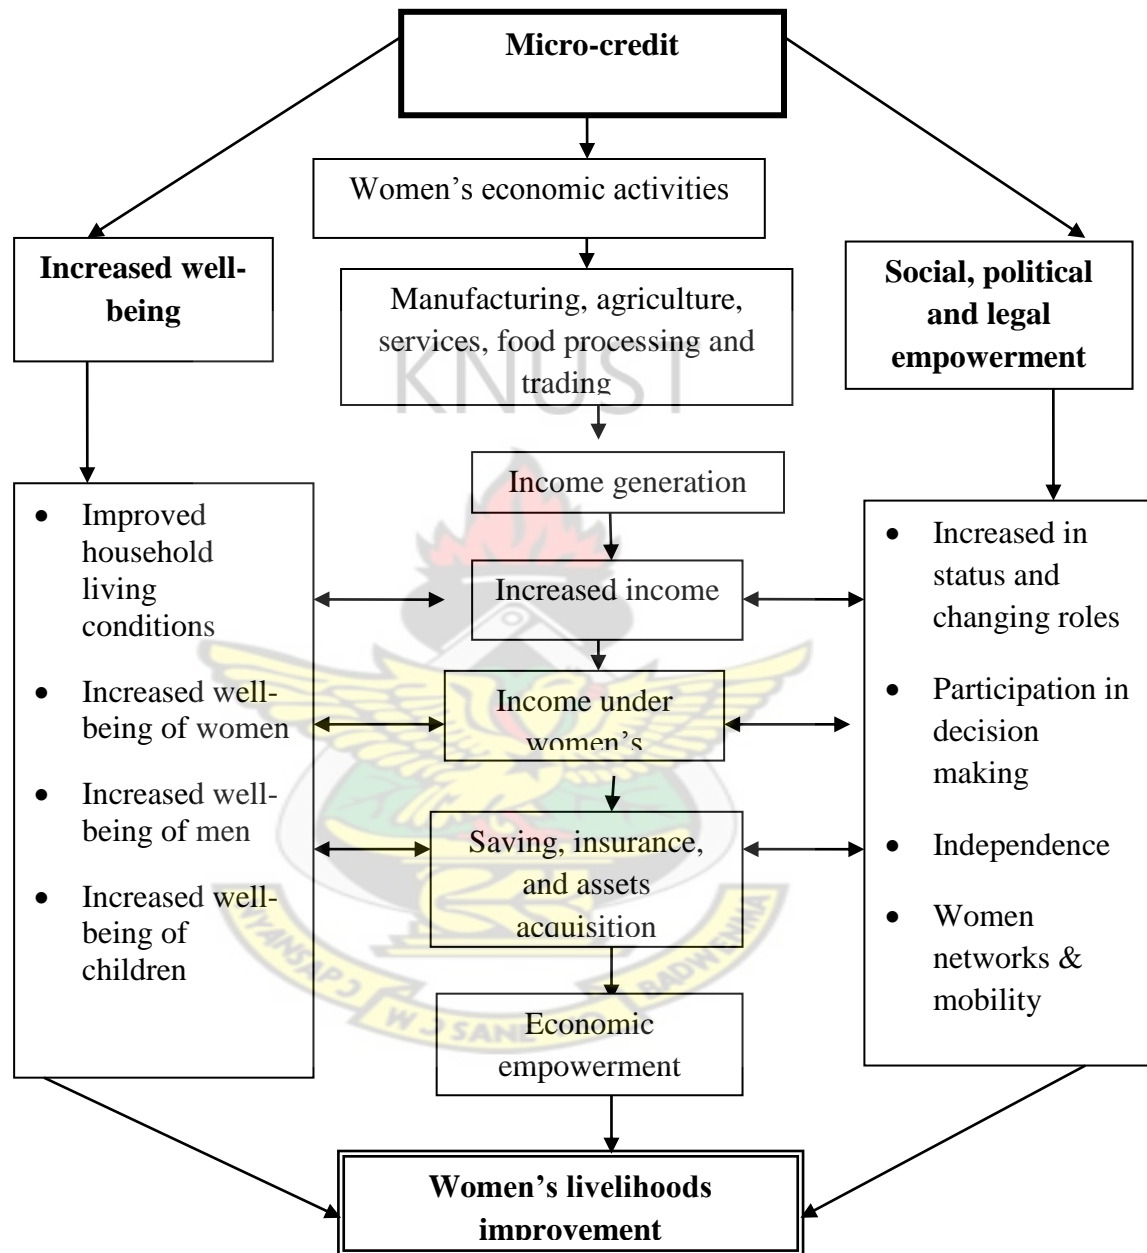 Micro-credit
Women’s economic activities
Increased well-
being
Manufacturing, agriculture,
services, food processing and
trading
Social, political
and legal
empowerment
KNUST
Income generation
• Improved
household
living
conditions
• Increased well-
being of women
• Increased well-
being of men
• Increased well-
being of
children
Increased income
Income under
women’s
Saving, insurance,
and assets
acquisition
Economic
empowerment
• Increased in
status and
changing roles
• Participation in
decision
making
• Independence
• Women
networks &
mobility
NYANSAPƆ
W Ɔ SANE
BADWENMA
Women’s livelihoods
improvement